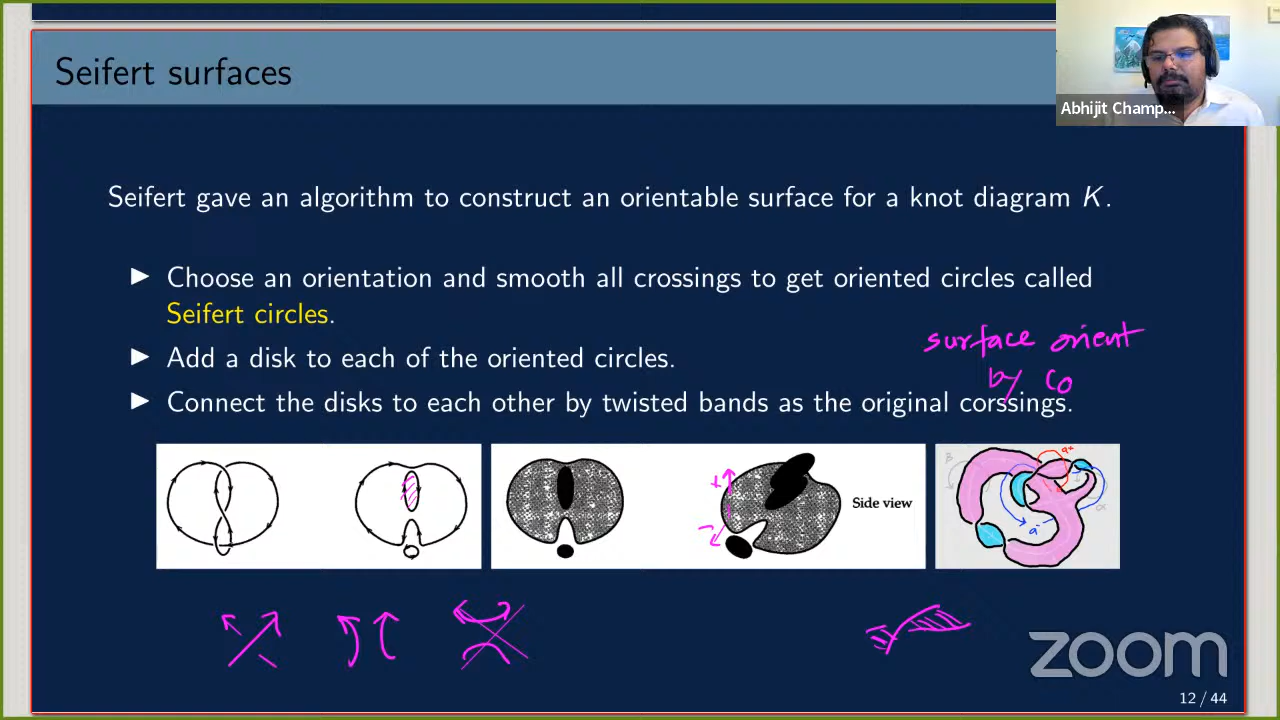 Seifert surfaces
Abhijit Champ...
Seifert gave an algorithm to construct an orientable surface for a knot diagram K.
▶ Choose an orientation and smooth all crossings to get oriented circles called
Seifert circles.
surface orient
▶ Add a disk to each of the oriented circles.
by co
▶ Connect the disks to each other by twisted bands as the original corssings.
+
Side view
a+
β
α
a-
zoom
12 / 44